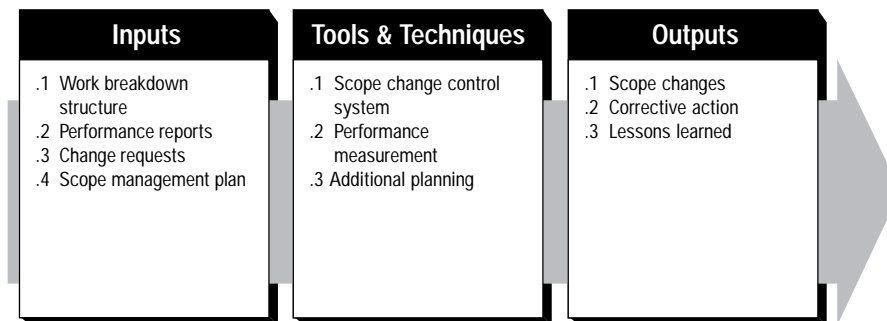 Inputs
.1 Work breakdown
structure
.2 Performance reports
.3 Change requests
.4 Scope management plan
Tools & Techniques
.1 Scope change control
system
.2 Performance
measurement
.3 Additional planning
Outputs
.1 Scope changes
.2 Corrective action
.3 Lessons learned